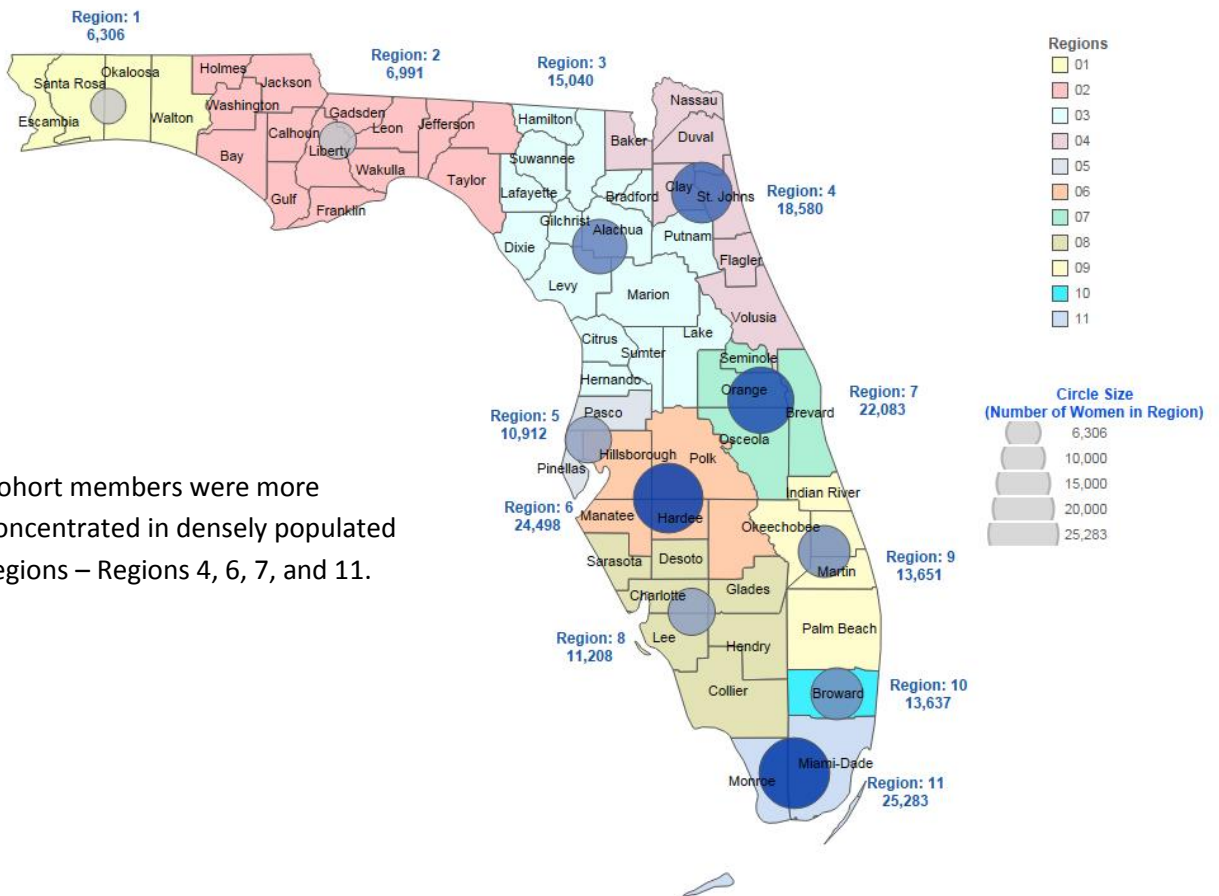 Region: 1
6,306
Region: 2
6,991
Region: 3
15,040
Santa Rosa
Okaloosa
Escambia
Walton
Holmes
Jackson
Washington
Calhoun
Bay
Gulf
Liberty
Gadsden
Leon
Jefferson
Wakulla
Franklin
Taylor
Hamilton
Suwannee
Lafayette
Dixie
Gilchrist
Alachua
Bradford
Baker
Nassau
Duval
Clay
St. Johns
Putnam
Flagler
Volusia
Levy
Marion
Citrus
Sumter
Lake
Hernando
Region: 4
18,580
Seminole
Orange
Brevard
Osceola
Region: 7
22,083
Pasco
Region: 5
10,912
Pinellas
Hillsborough
Polk
Region: 6
24,498
Manatee
Hardee
Indian River
Okeechobee
Martin
Region: 9
13,651
Sarasota
Desoto
Charlotte
Glades
Lee
Hendry
Collier
Region: 8
11,208
Palm Beach
Broward
Region: 10
13,637
Monroe
Miami-Dade
Region: 11
25,283
ohort members were more
oncentrated in densely populated
egions – Regions 4, 6, 7, and 11.
Regions
01
02
03
04
05
06
07
08
09
10
11
Circle Size
(Number of Women in Region)
6,306
10,000
15,000
20,000
25,283